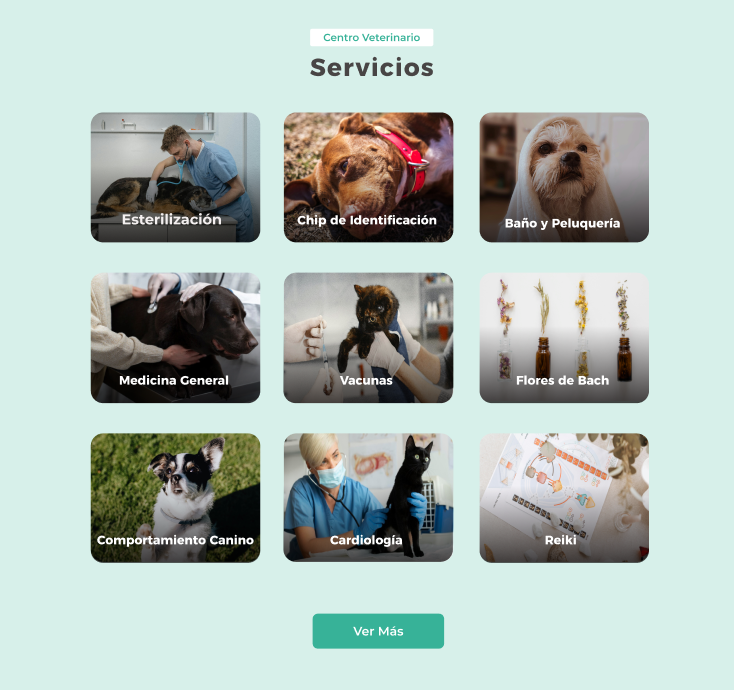 Centro Veterinario
Servicios
Esterilización
Chip de Identificación
Baño y Peluquería
Medicina General
Vacunas
Flores de Bach
Comportamiento Canino
Cardiología
Reiki
Ver Más